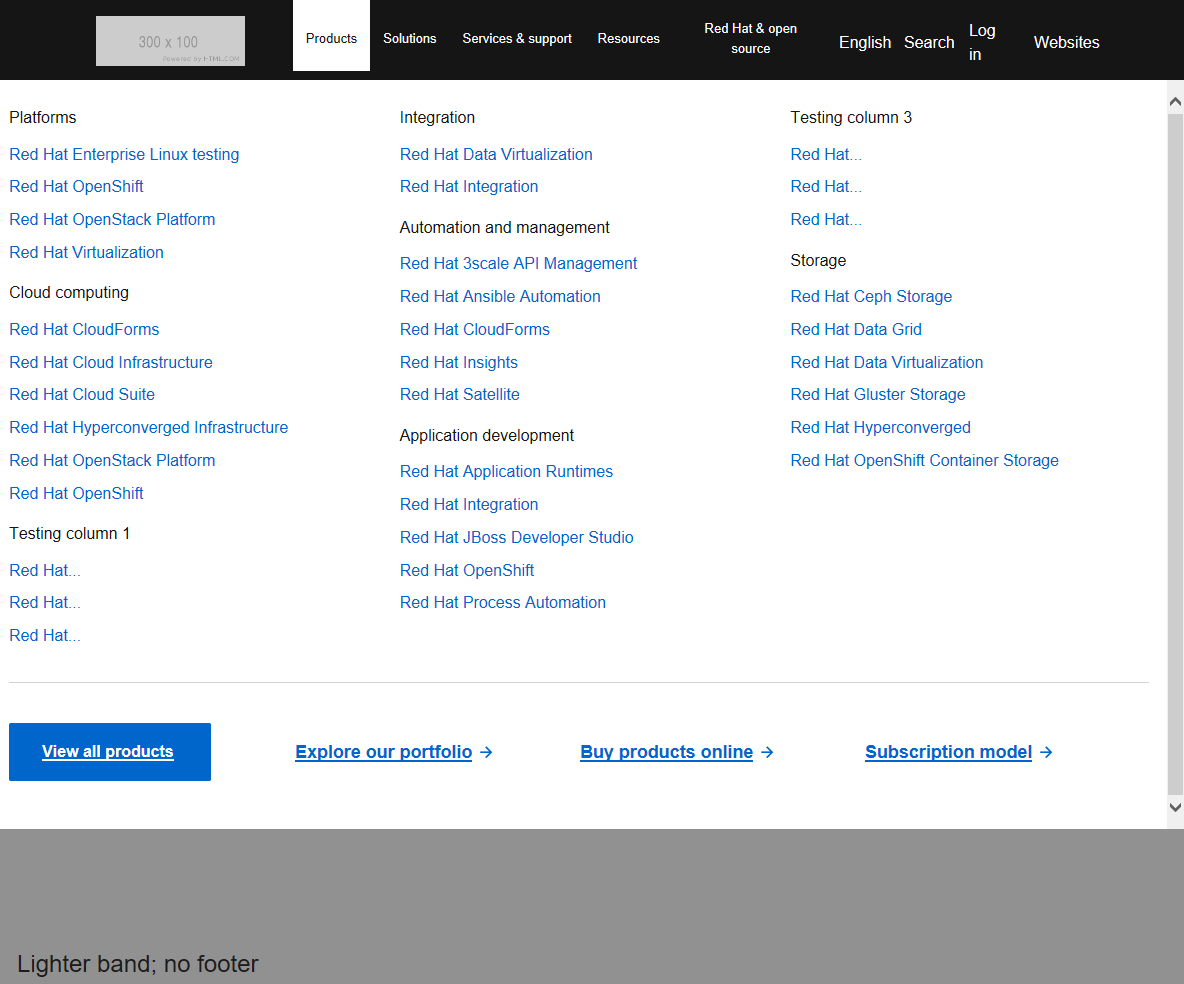 300 x 100
Powered by HTML.COM
Products
Solutions
Services & support
Resources
Red Hat & open
source
English
Search
Log
in
Websites
Platforms
Red Hat Enterprise Linux testing
Red Hat OpenShift
Red Hat OpenStack Platform
Red Hat Virtualization
Cloud computing
Red Hat CloudForms
Red Hat Cloud Infrastructure
Red Hat Cloud Suite
Red Hat Hyperconverged Infrastructure
Red Hat OpenStack Platform
Red Hat OpenShift
Testing column 1
Red Hat...
Red Hat...
Red Hat...
Integration
Red Hat Data Virtualization
Red Hat Integration
Automation and management
Red Hat 3scale API Management
Red Hat Ansible Automation
Red Hat CloudForms
Red Hat Insights
Red Hat Satellite
Application development
Red Hat Application Runtimes
Red Hat Integration
Red Hat JBoss Developer Studio
Red Hat OpenShift
Red Hat Process Automation
Testing column 3
Red Hat...
Red Hat...
Red Hat...
Storage
Red Hat Ceph Storage
Red Hat Data Grid
Red Hat Data Virtualization
Red Hat Gluster Storage
Red Hat Hyperconverged
Red Hat OpenShift Container Storage
View all products
Explore our portfolio →
Buy products online →
Subscription model →
Lighter band; no footer